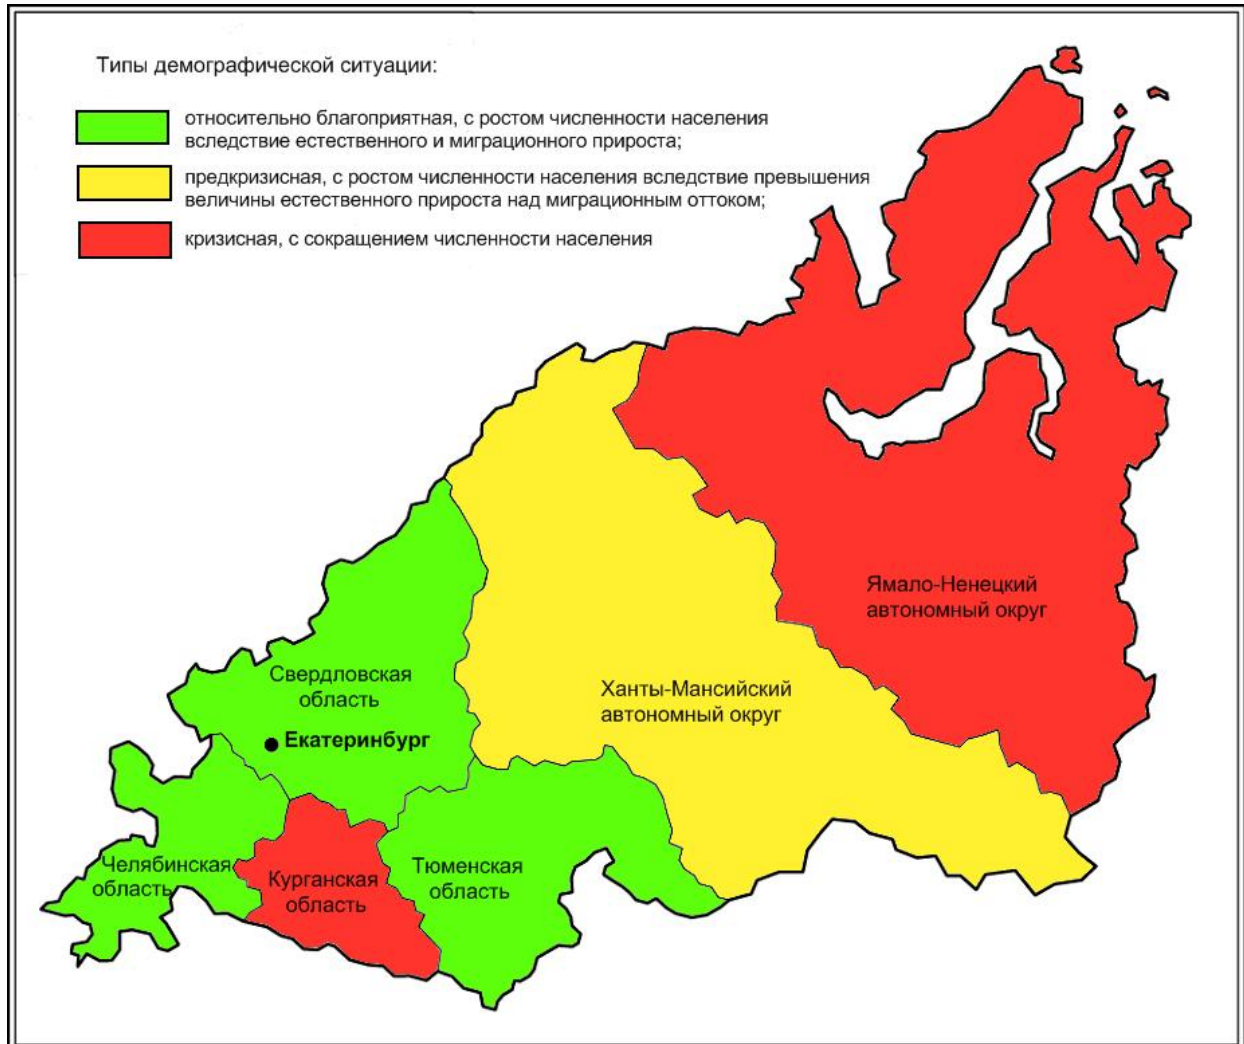 Типы демографической ситуации:
относительно благоприятная, с ростом численности населения
вследствие естественного и миграционного прироста;
предкризисная, с ростом численности населения вследствие превышения
величины естественного прироста над миграционным оттоком;
кризисная, с сокращением численности населения
Ямало-Ненецкий
автономный округ
Ханты-Мансийский
автономный округ
Свердловская
область
Екатеринбург
Челябинская
область
Курганская
область
Тюменская
область